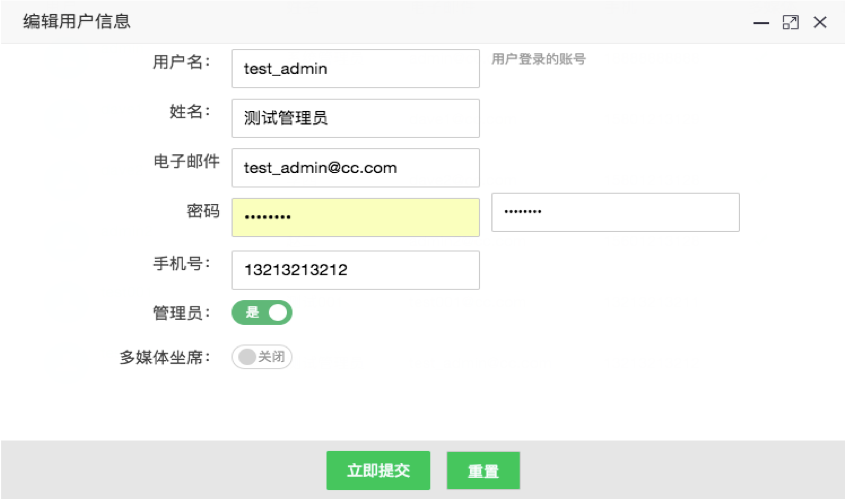 编辑用户信息
用户名： test_admin 用户登录的账号
姓名： 测试管理员
电子邮件 test_admin@cc.com
密码 •••••••• ••••••••
手机号： 13213213212
管理员： 是
多媒体坐席： 关闭
立即提交 重置